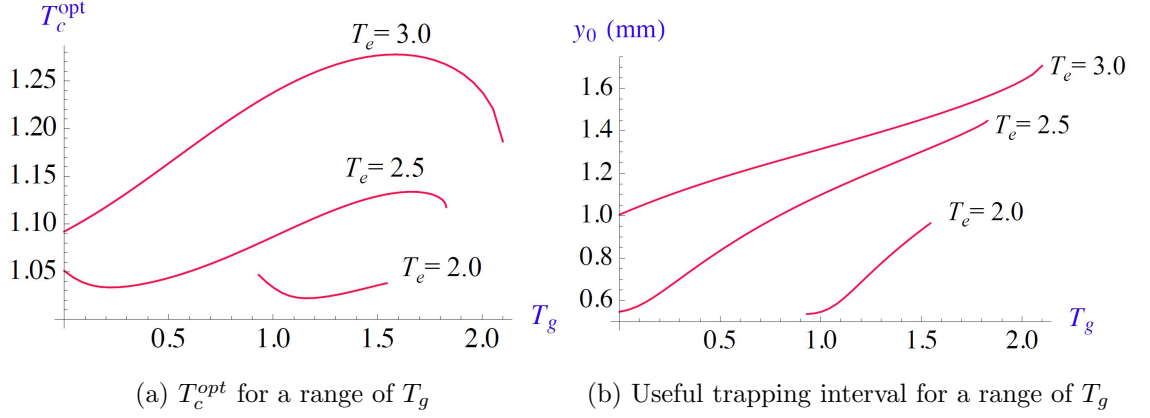 T_c^opt
T_e= 3.0
1.25
1.20
1.15
1.10
1.05
T_e= 2.5
T_e= 2.0
0.5
1.0
1.5
2.0
T_g
(a) T_c^opt for a range of T_g
y_0 (mm)
T_e= 3.0
1.6
1.4
1.2
1.0
0.8
0.6
T_e= 2.5
T_e= 2.0
0.5
1.0
1.5
2.0
T_g
(b) Useful trapping interval for a range of T_g